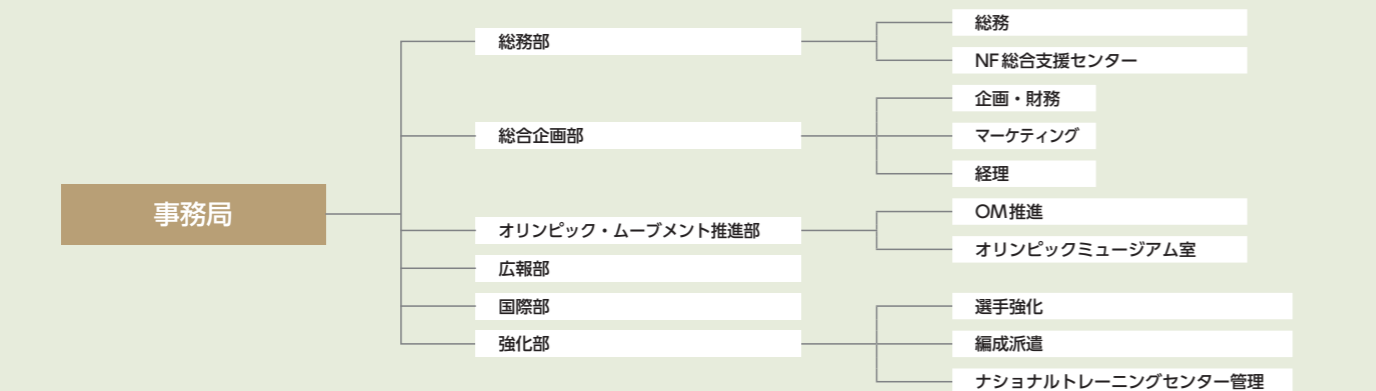 事務局
総務部
総務
NF総合支援センター
総合企画部
企画・財務
マーケティング
経理
オリンピック・ムーブメント推進部
OM推進
オリンピックミュージアム室
広報部
国際部
強化部
選手強化
編成派遣
ナショナルトレーニングセンター管理